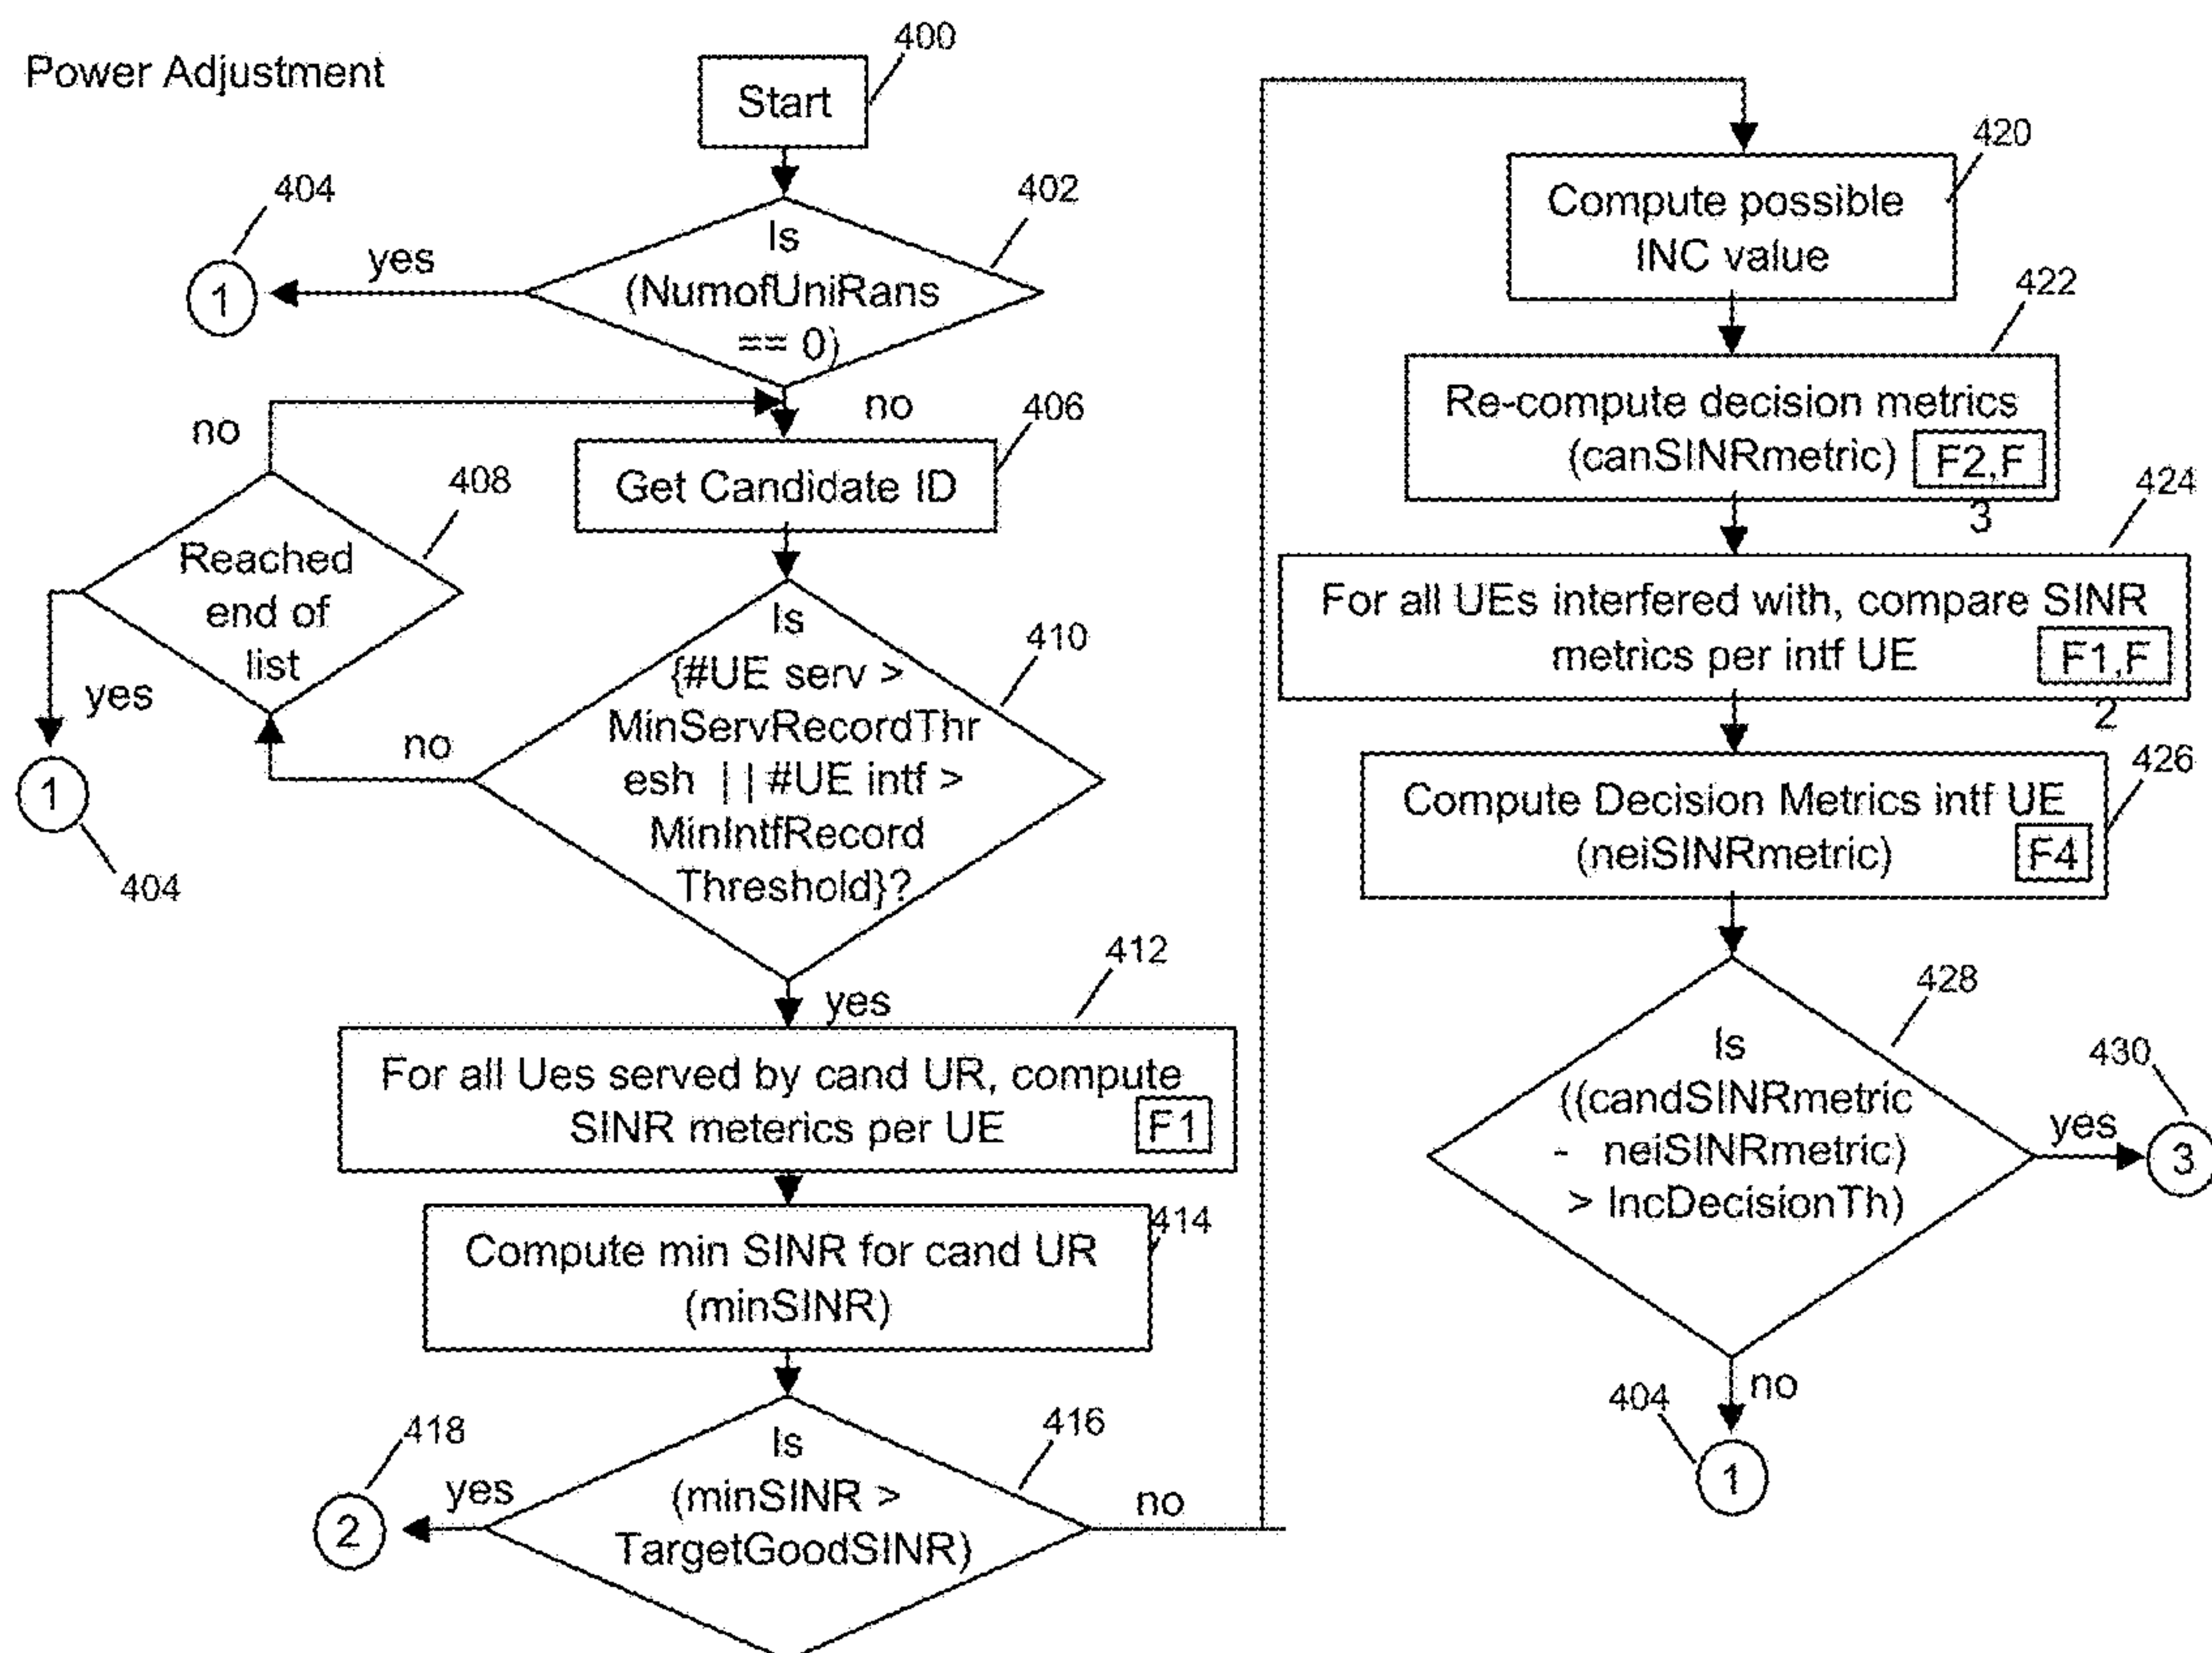 Power Adjustment
400
Start
404
402
Is
(NumofUniRans
== 0)
yes
1
no
no
406
Get Candidate ID
408
Reached
end of
list
yes
1
404
no
410
Is
{#UE serv >
MinServRecordThr
esh || #UE intf >
MinIntfRecord
Threshold}?
yes
412
For all Ues served by cand UR, compute
SINR meterics per UE
F1
414
Compute min SINR for cand UR
(minSINR)
416
Is
(minSINR >
TargetGoodSINR)
418
yes
2
no
420
Compute possible
INC value
422
Re-compute decision metrics
(canSINRmetric)
F2,F
3
424
For all UEs interfered with, compare SINR
metrics per intf UE
F1,F
2
426
Compute Decision Metrics intf UE
(neiSINRmetric)
F4
428
Is
((candSINRmetric
- neiSINRmetric)
> IncDecisionTh)
430
yes
3
404
no
1